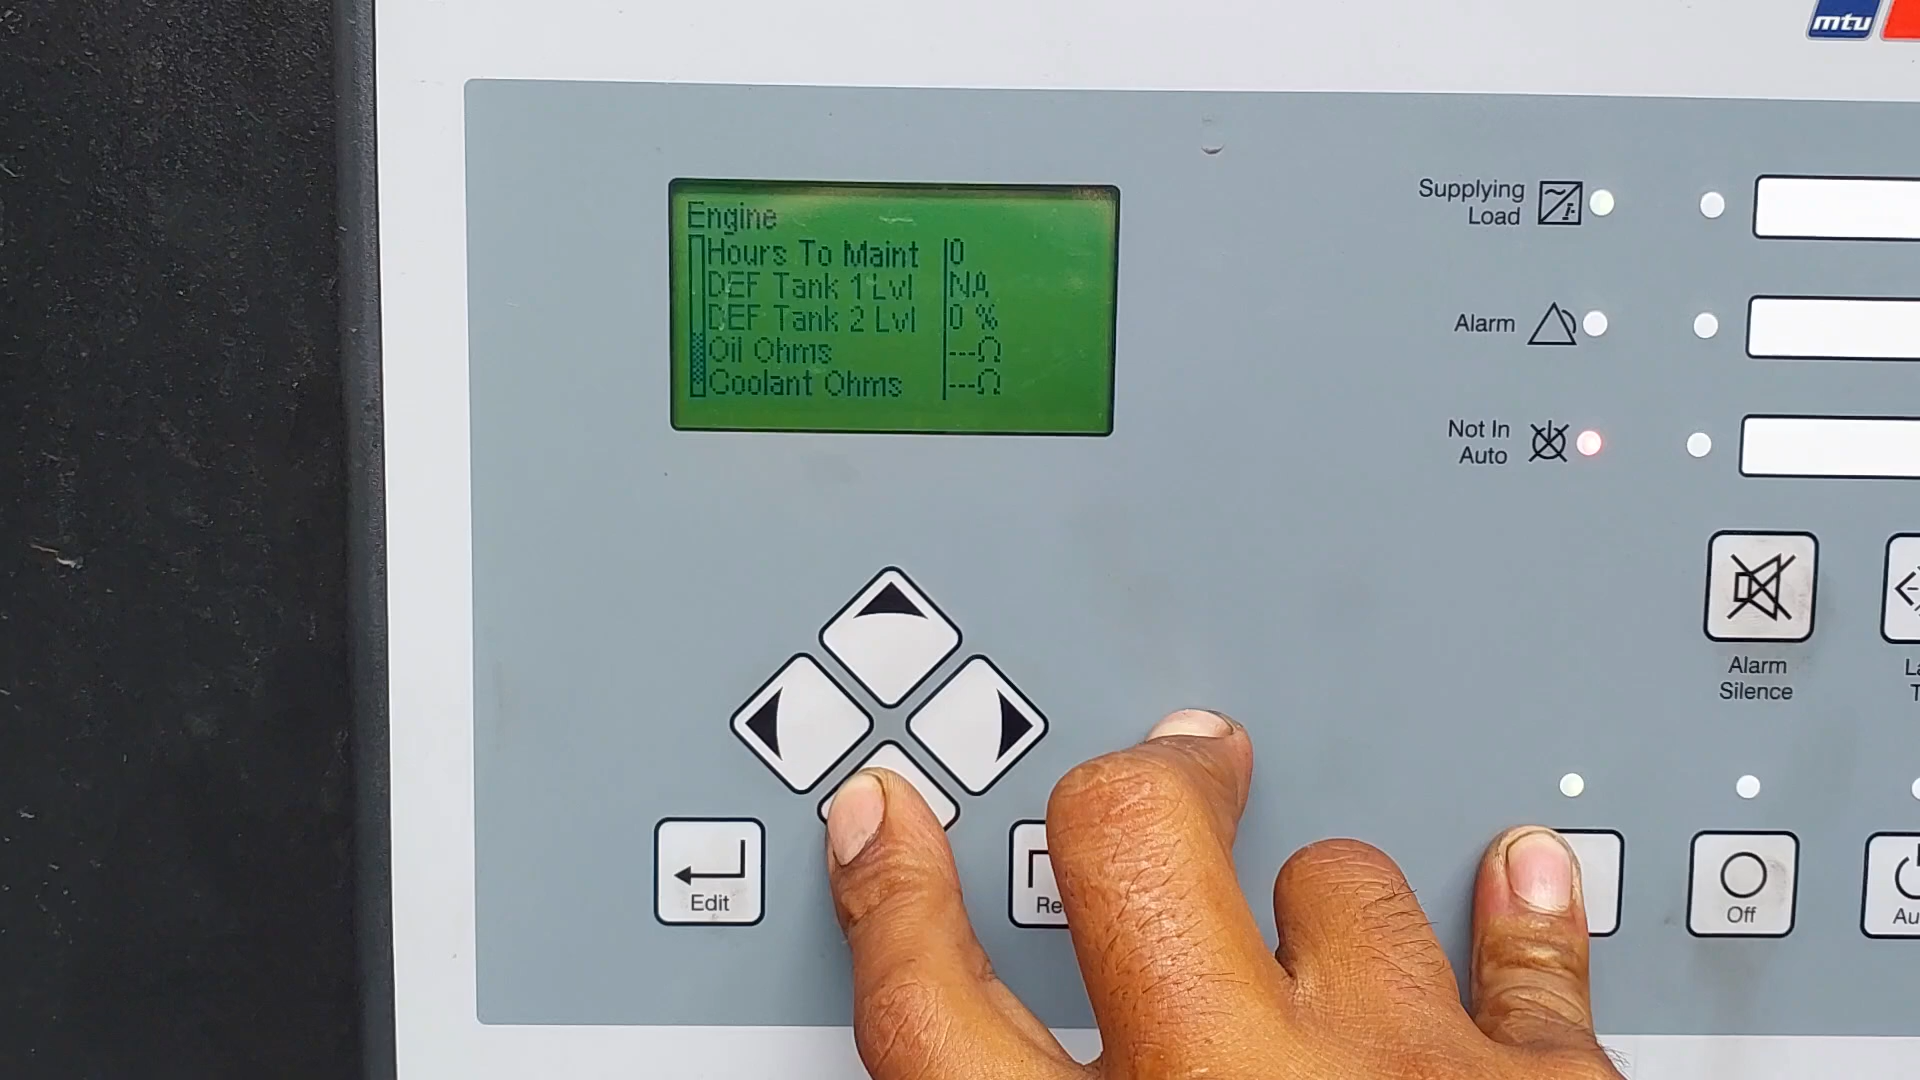 mtu
Engine
Hours To Maint 0
DEF Tank 1 Lvl NA
DEF Tank 2 Lvl 0 %
Oil Ohms ---Ω
Coolant Ohms ---Ω
Supplying
Load
Alarm
Not In
Auto
Alarm
Silence
Edit
Off